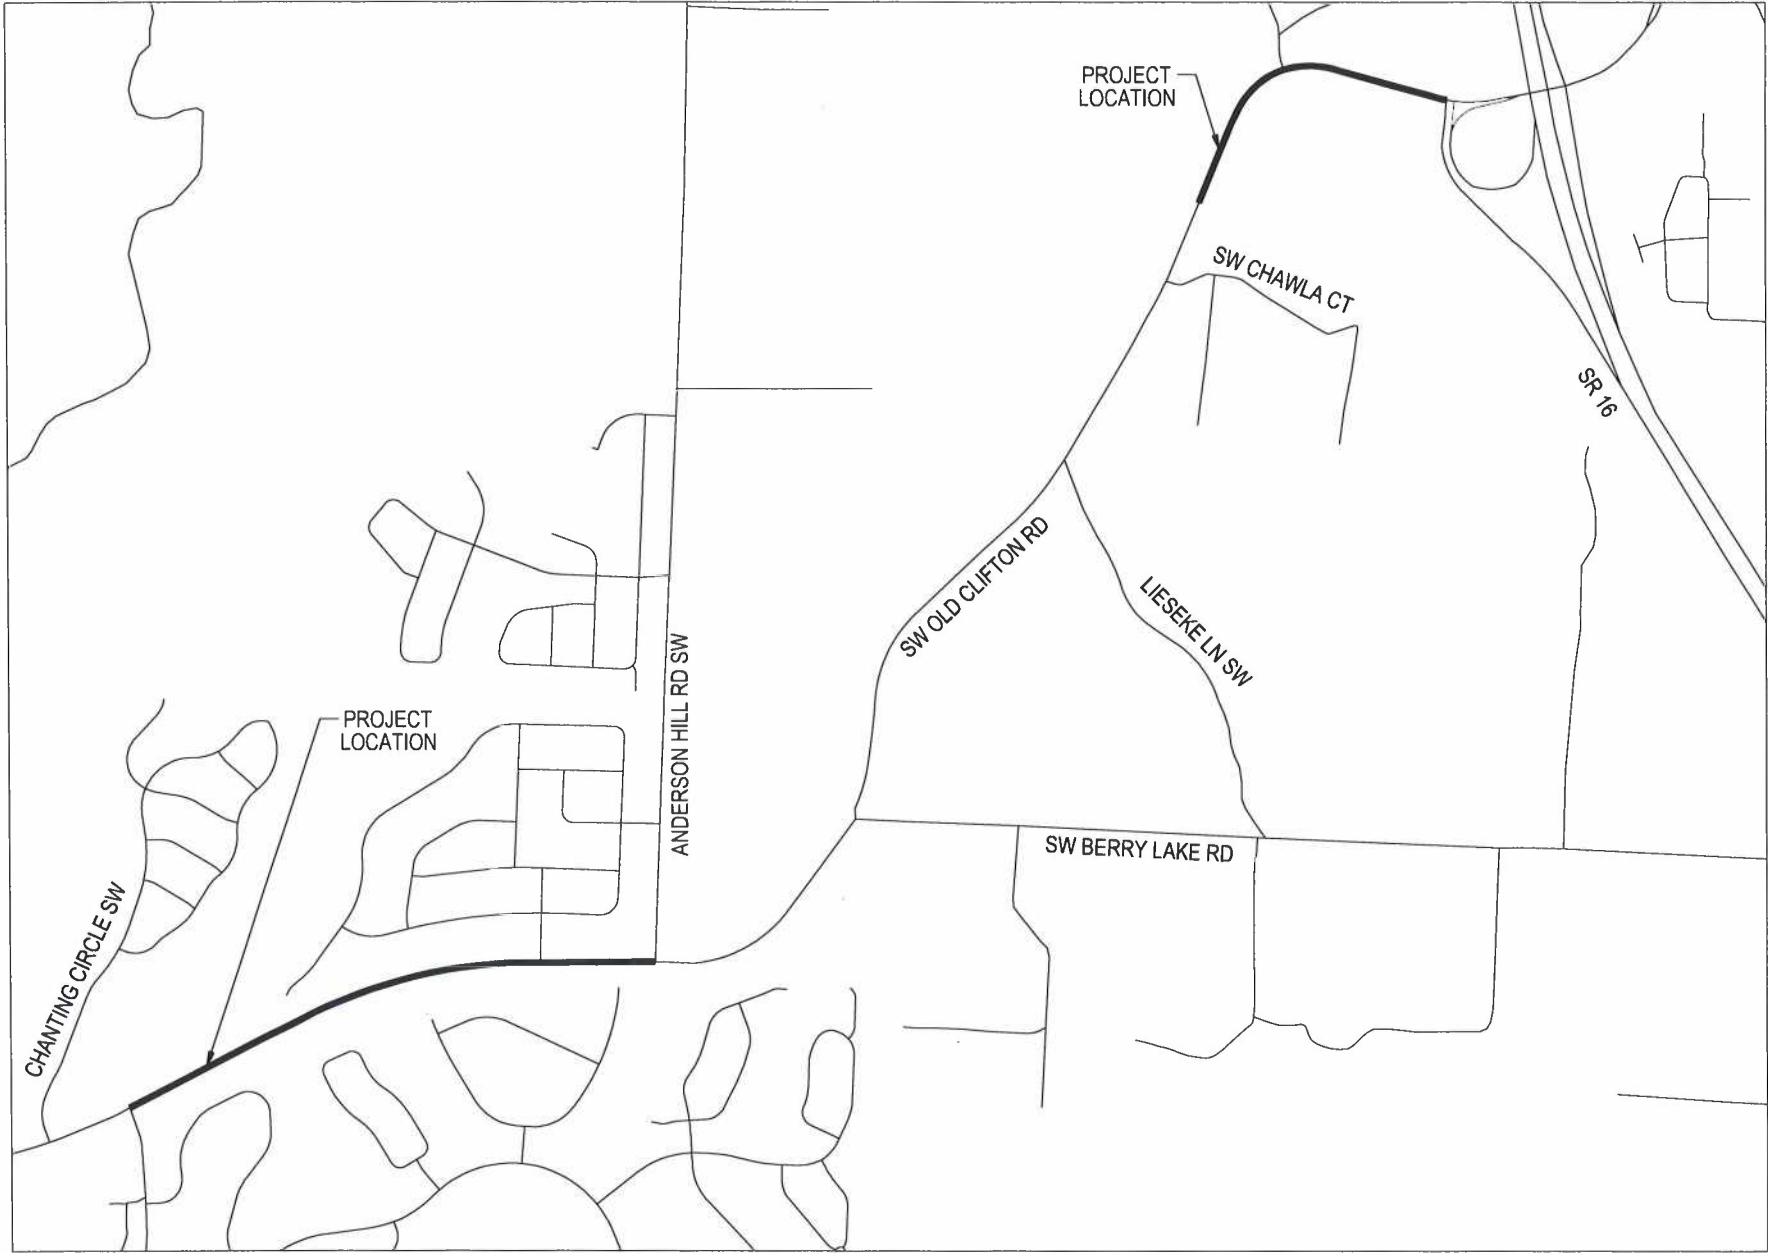 PROJECT
LOCATION
SW CHAWLA CT
SR 16
SW OLD CLIFTON RD
LIESEKE LN SW
ANDERSON HILL RD SW
PROJECT
LOCATION
SW BERRY LAKE RD
CHANTING CIRCLE SW